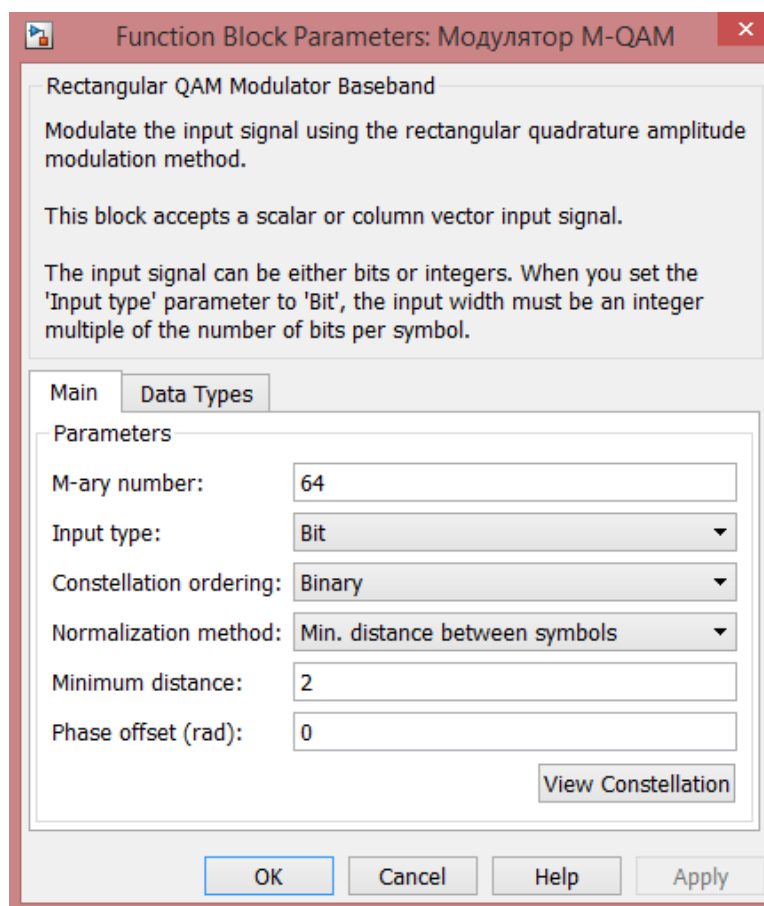 Function Block Parameters: Модулятор M-QAM
Rectangular QAM Modulator Baseband
Modulate the input signal using the rectangular quadrature amplitude
modulation method.
This block accepts a scalar or column vector input signal.
The input signal can be either bits or integers. When you set the
'Input type' parameter to 'Bit', the input width must be an integer
multiple of the number of bits per symbol.
Main Data Types
Parameters
M-ary number: 64
Input type: Bit
Constellation ordering: Binary
Normalization method: Min. distance between symbols
Minimum distance: 2
Phase offset (rad): 0
View Constellation
OK Cancel Help Apply